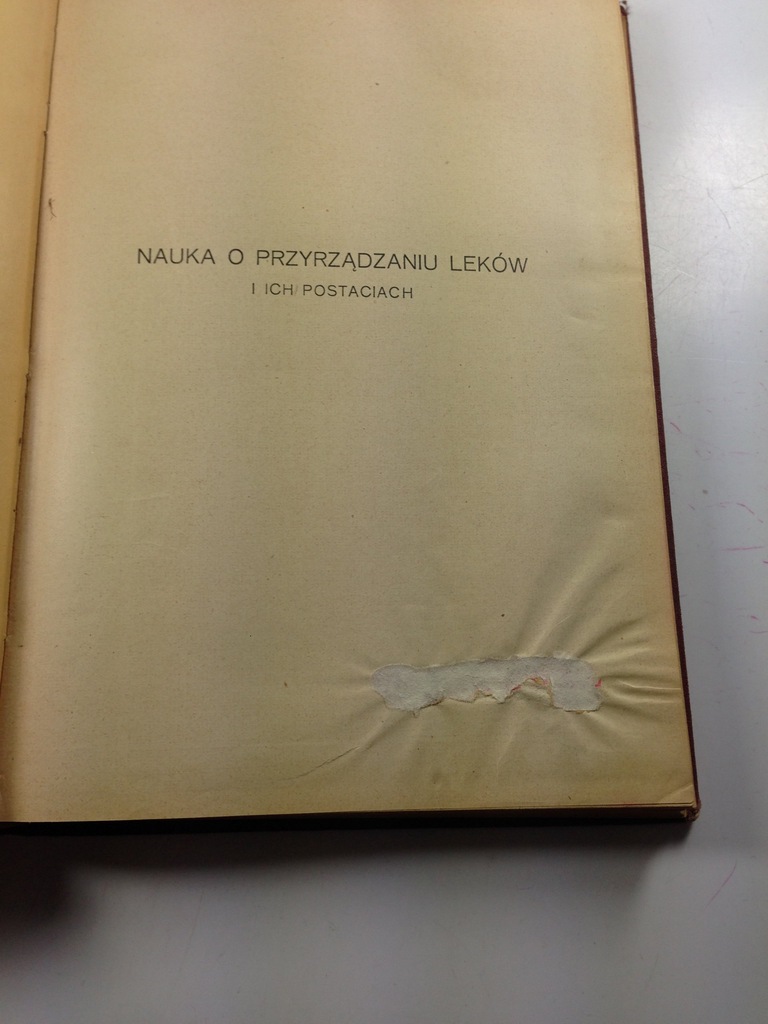 NAUKA O PRZYRZĄDZANIU LEKÓW
I ICH POSTACIACH